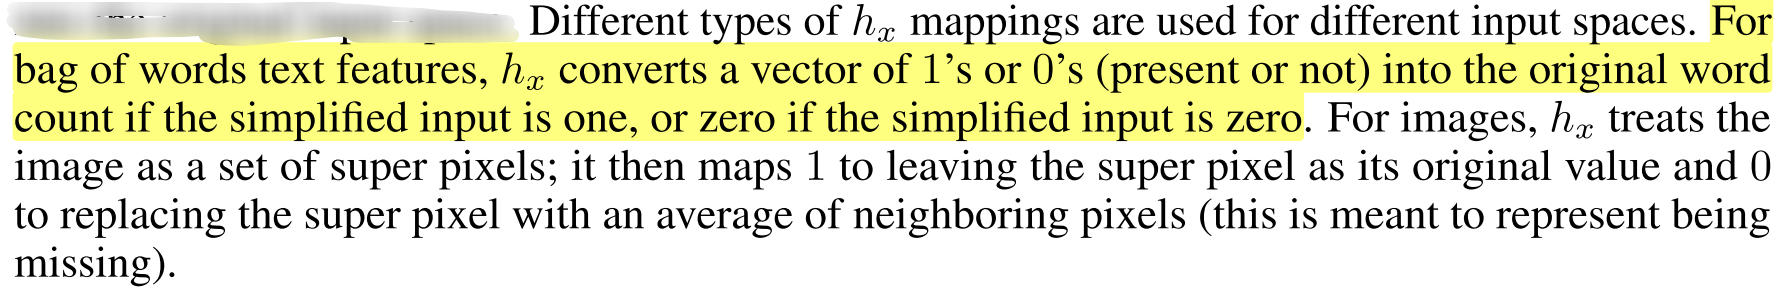 Different types of hₓ mappings are used for different input spaces. For
bag of words text features, hₓ converts a vector of 1’s or 0’s (present or not) into the original word
count if the simplified input is one, or zero if the simplified input is zero. For images, hₓ treats the
image as a set of super pixels; it then maps 1 to leaving the super pixel as its original value and 0
to replacing the super pixel with an average of neighboring pixels (this is meant to represent being
missing).